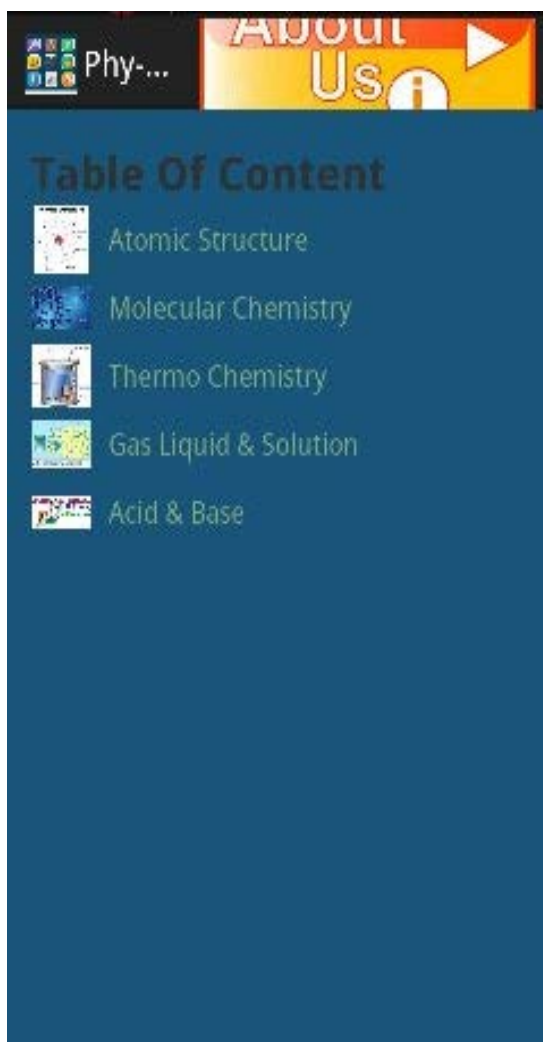 Phy-...
About
Us
i
Table Of Content
Atomic Structure
Molecular Chemistry
Thermo Chemistry
Gas Liquid & Solution
Acid & Base